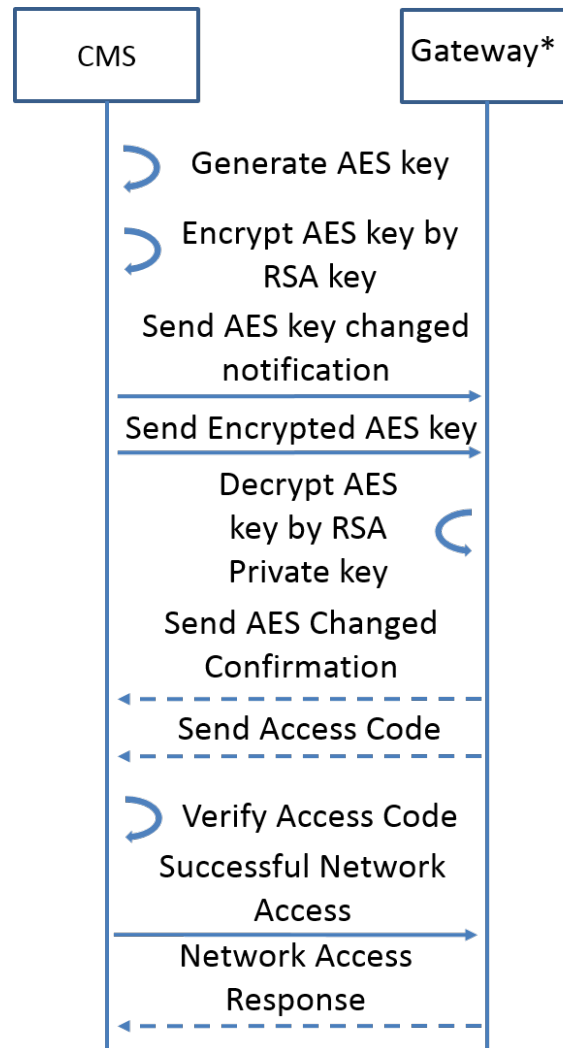 CMS
Gateway*
Generate AES key
Encrypt AES key by
RSA key
Send AES key changed
notification
Send Encrypted AES key
Decrypt AES
key by RSA
Private key
Send AES Changed
Confirmation
Send Access Code
Verify Access Code
Successful Network
Access
Network Access
Response